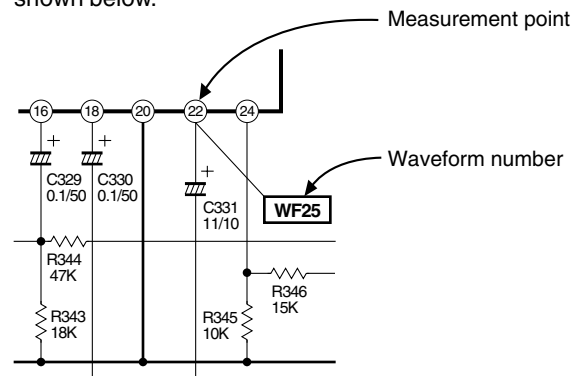 shown below.
Measurement point
16 18 20 22 24
+ + +
C329
0.1/50
C330
0.1/50
C331
11/10
Waveform number
WF25
R344
47K
R346
15K
R343
18K
R345
10K